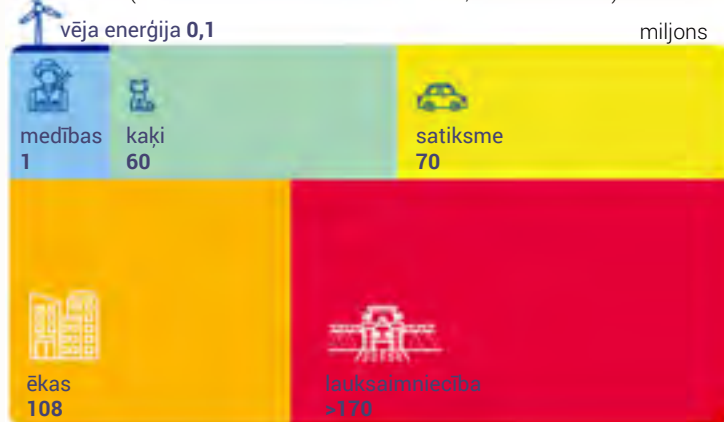 vēja enerģija 0,1
miljons
medības
1
kaķi
60
satiksme
70
ēkas
108
lauksaimniecība
>170